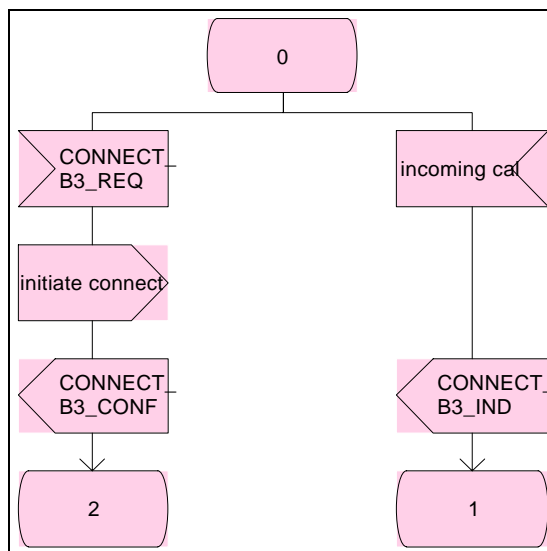 0
CONNECT_
B3_REQ
incoming cal
initiate connect
CONNECT_
B3_CONF
CONNECT_
B3_IND
2
1